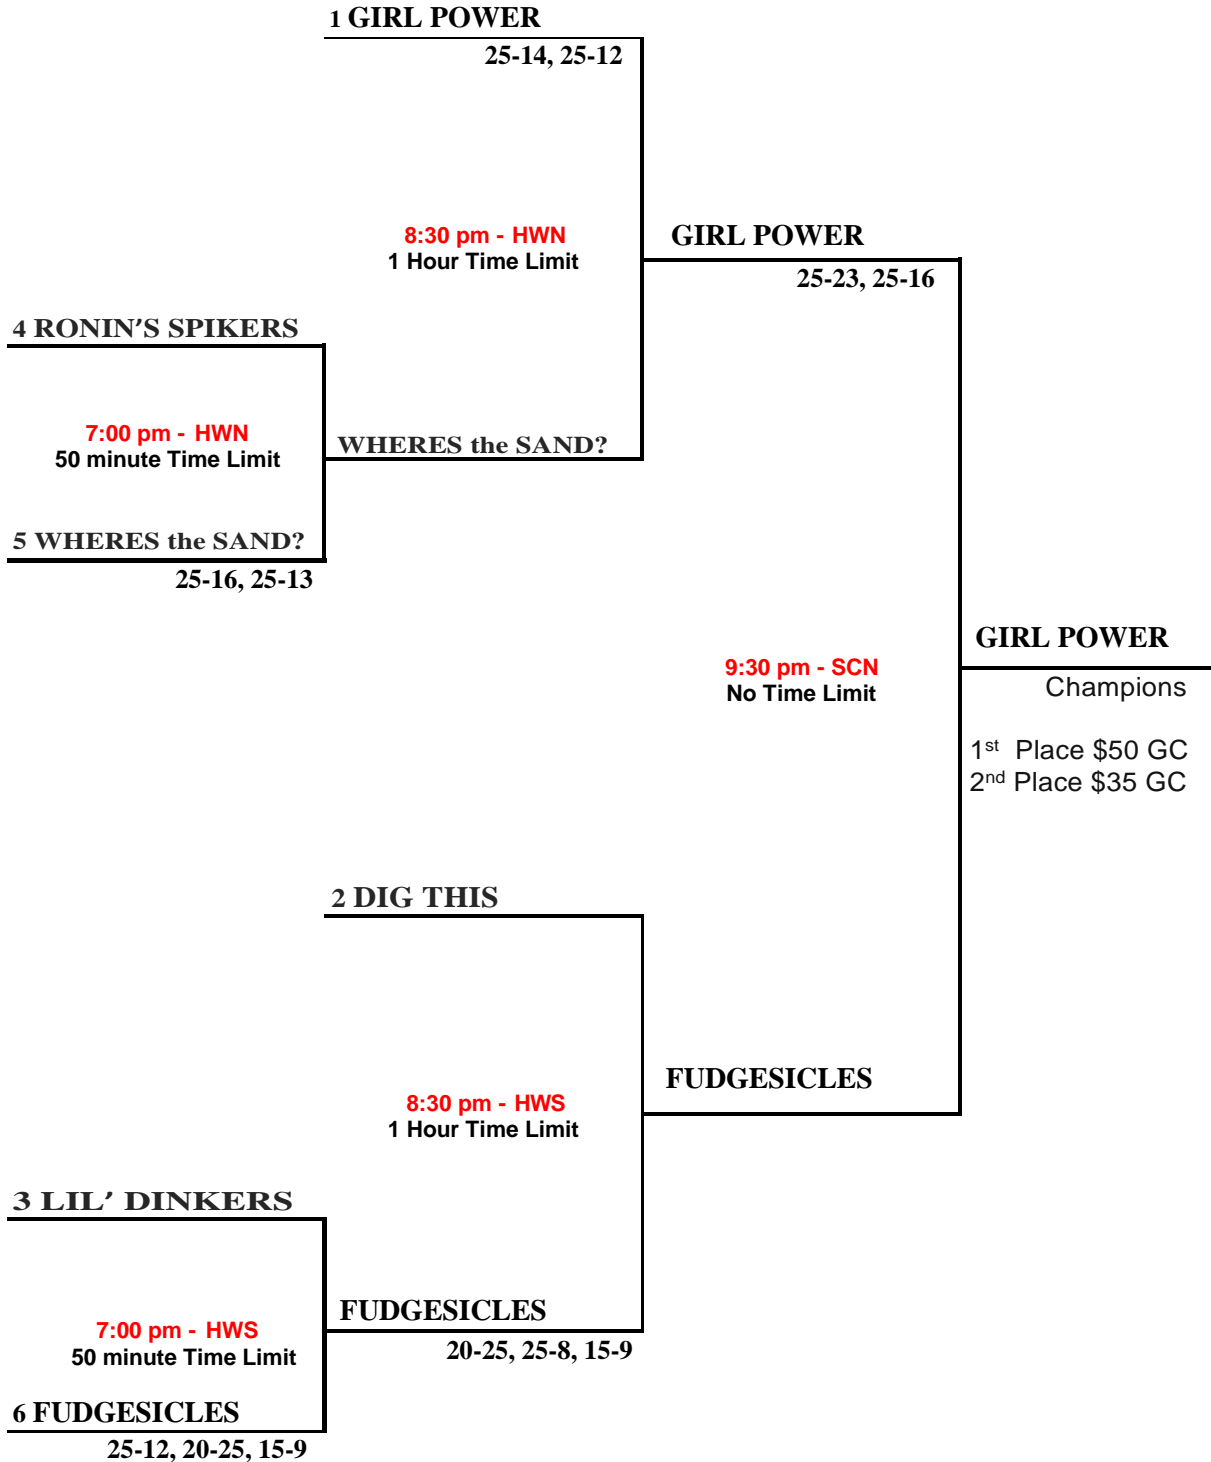 1 GIRL POWER
25-14, 25-12
8:30 pm - HWN
1 Hour Time Limit
GIRL POWER
25-23, 25-16
4 RONIN'S SPIKERS
7:00 pm - HWN
50 minute Time Limit
WHERES the SAND?
5 WHERES the SAND?
25-16, 25-13
GIRL POWER
9:30 pm - SCN
No Time Limit
Champions
1st Place $50 GC
2nd Place $35 GC
2 DIG THIS
FUDGESICLES
8:30 pm - HWS
1 Hour Time Limit
3 LIL' DINKERS
FUDGESICLES
7:00 pm - HWS
50 minute Time Limit
20-25, 25-8, 15-9
6 FUDGESICLES
25-12, 20-25, 15-9